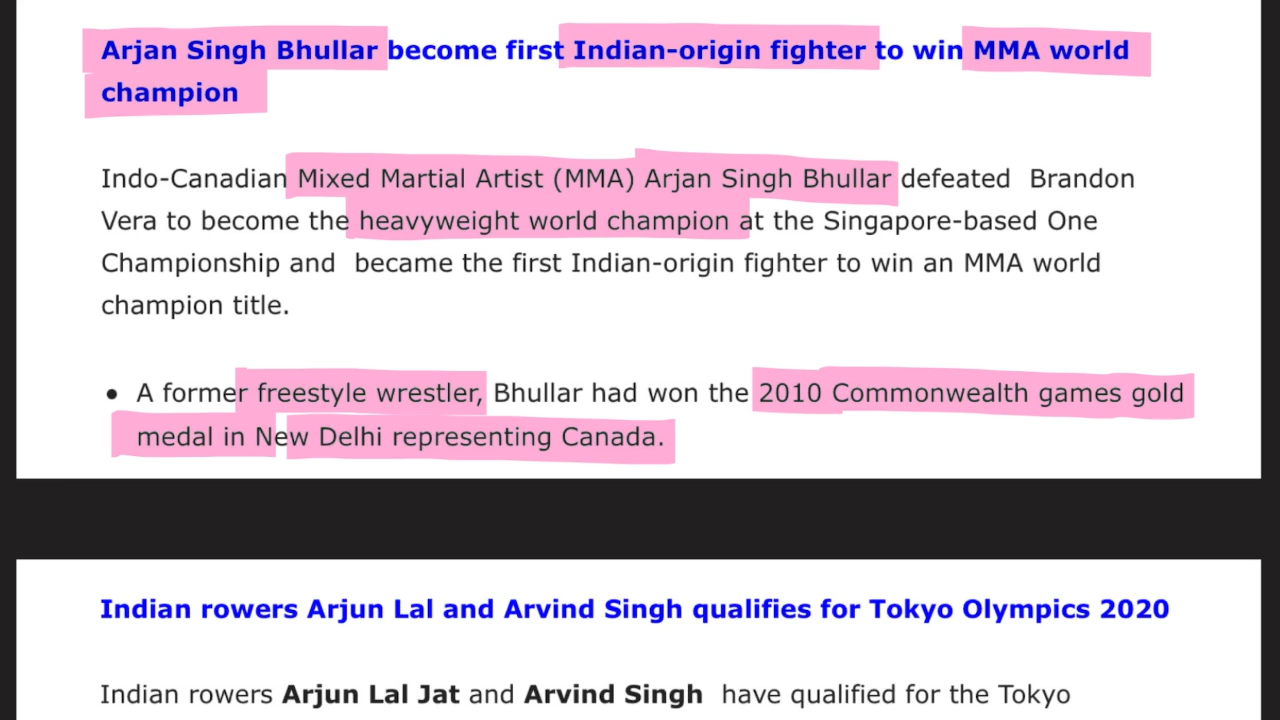 Arjan Singh Bhullar become first Indian-origin fighter to win MMA world
champion
Indo-Canadian Mixed Martial Artist (MMA) Arjan Singh Bhullar defeated Brandon
Vera to become the heavyweight world champion at the Singapore-based One
Championship and became the first Indian-origin fighter to win an MMA world
champion title.
• A former freestyle wrestler, Bhullar had won the 2010 Commonwealth games gold
medal in New Delhi representing Canada.
Indian rowers Arjun Lal and Arvind Singh qualifies for Tokyo Olympics 2020
Indian rowers Arjun Lal Jat and Arvind Singh have qualified for the Tokyo